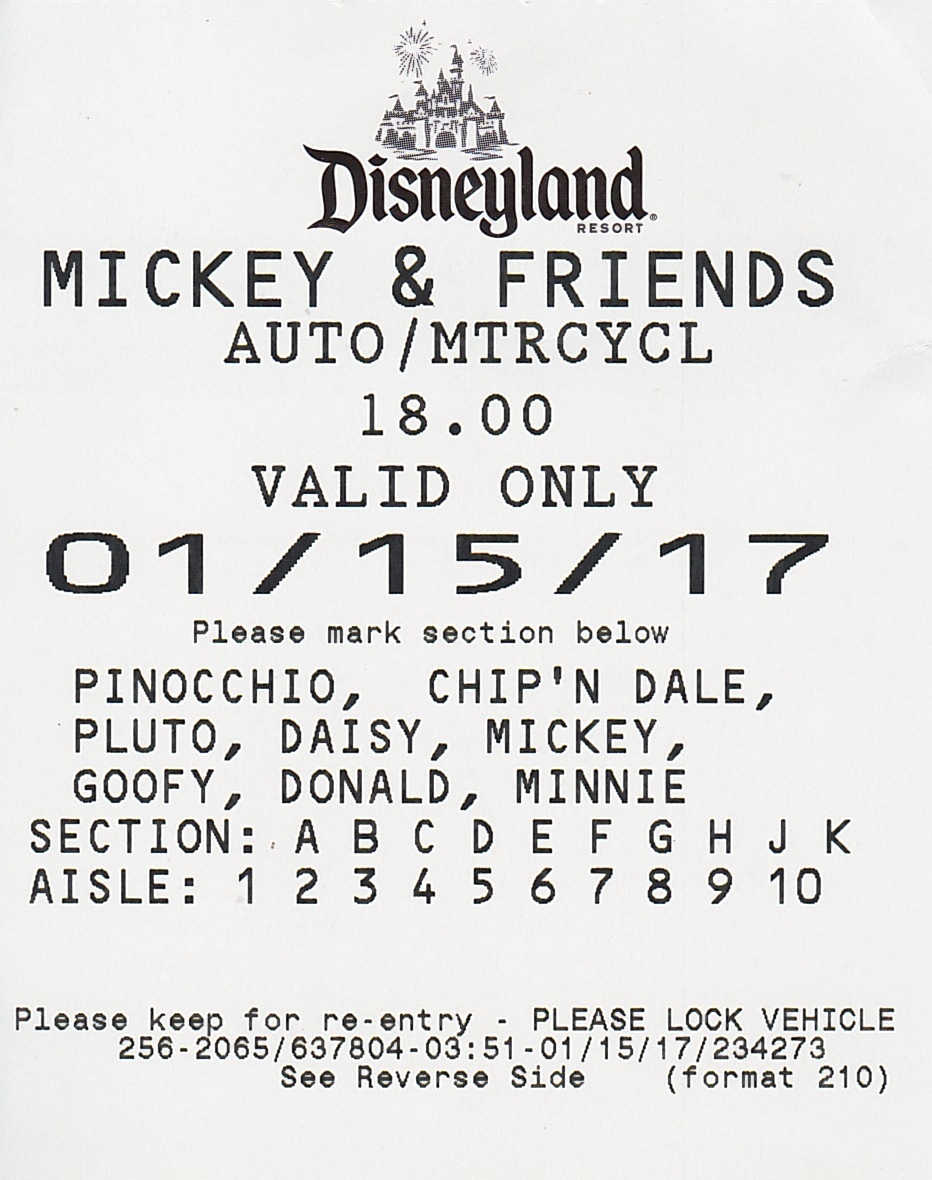 Disneyland®
RESORT
MICKEY & FRIENDS
AUTO/MTRCYCL
18.00
VALID ONLY
01/15/17
Please mark section below
PINOCCHIO, CHIP'N DALE,
PLUTO, DAISY, MICKEY,
GOOFY, DONALD, MINNIE
SECTION: A B C D E F G H J K
AISLE: 1 2 3 4 5 6 7 8 9 10
Please keep for re-entry - PLEASE LOCK VEHICLE
256-2065/637804-03:51-01/15/17/234273
See Reverse Side (format 210)